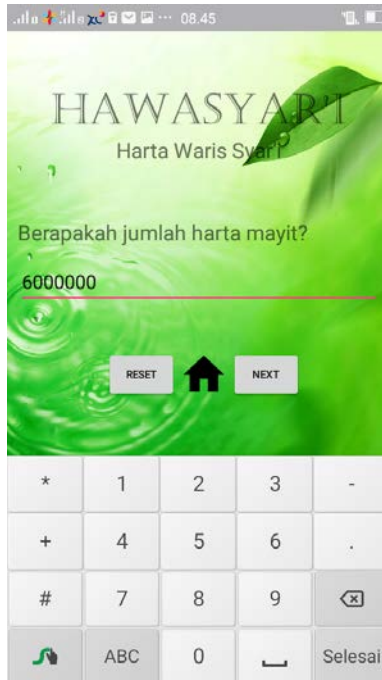 08.45
HAWASYAR'I
Harta Waris Syar'i
Berapakah jumlah harta mayit?
6000000
RESET NEXT
* 1 2 3 -
+ 4 5 6 .
# 7 8 9
ABC 0 Selesai